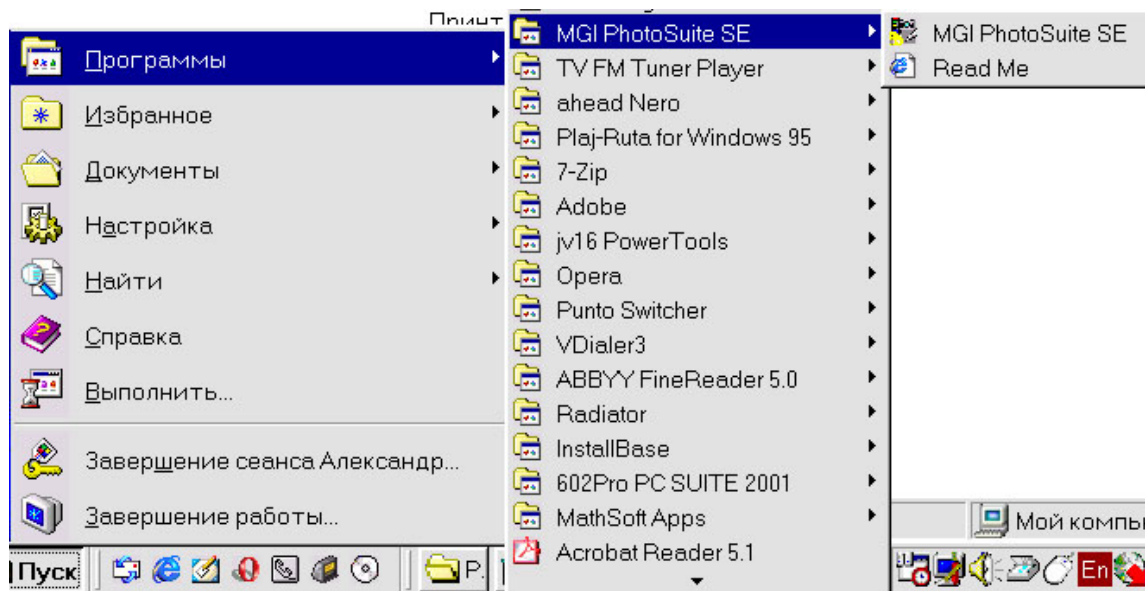 Принт
Программы
Избранное
Документы
Настройка
Найти
Справка
Выполнить...
Завершение сеанса Александр...
Завершение работы...
MGI PhotoSuite SE
TV FM Tuner Player
ahead Nero
Plaj-Ruta for Windows 95
7-Zip
Adobe
jv16 PowerTools
Opera
Punto Switcher
VDialer3
ABBYY FineReader 5.0
Radiator
InstallBase
602Pro PC SUITE 2001
MathSoft Apps
Acrobat Reader 5.1
MGI PhotoSuite SE
Read Me
Мой компы
Пуск
Р.
En